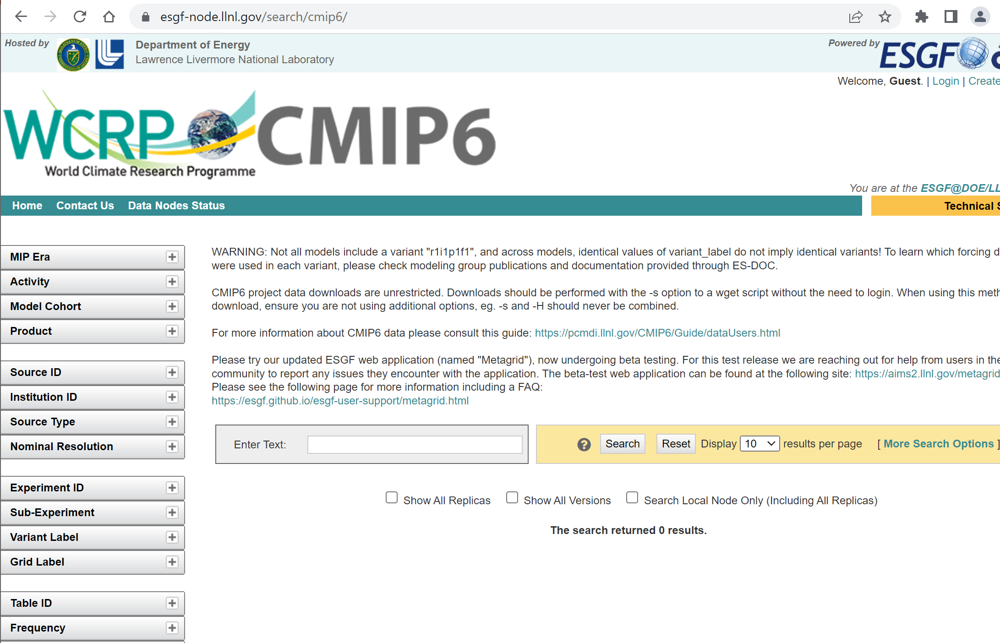 esgf-node.llnl.gov/search/cmip6/
Hosted by
Department of Energy
Lawrence Livermore National Laboratory
Powered by
ESGF
Welcome, Guest. | Login | Create
WCRP CMIP6
World Climate Research Programme
You are at the ESGF@DOE/LL
Home Contact Us Data Nodes Status
Technical S
MIP Era
Activity
Model Cohort
Product
Source ID
Institution ID
Source Type
Nominal Resolution
Experiment ID
Sub-Experiment
Variant Label
Grid Label
Table ID
Frequency
WARNING: Not all models include a variant "r1i1p1f1", and across models, identical values of variant_label do not imply identical variants! To learn which forcing d
were used in each variant, please check modeling group publications and documentation provided through ES-DOC.
CMIP6 project data downloads are unrestricted. Downloads should be performed with the -s option to a wget script without the need to login. When using this meth
download, ensure you are not using additional options, eg. -s and -H should never be combined.
For more information about CMIP6 data please consult this guide: https://pcmdi.llnl.gov/CMIP6/Guide/dataUsers.html
Please try our updated ESGF web application (named "Metagrid"), now undergoing beta testing. For this test release we are reaching out for help from users in the
community to report any issues they encounter with the application. The beta-test web application can be found at the following site: https://aims2.llnl.gov/metagrid
Please see the following page for more information including a FAQ:
https://esgf.github.io/esgf-user-support/metagrid.html
Enter Text:
? Search Reset Display 10 results per page [ More Search Options ]
Show All Replicas Show All Versions Search Local Node Only (Including All Replicas)
The search returned 0 results.